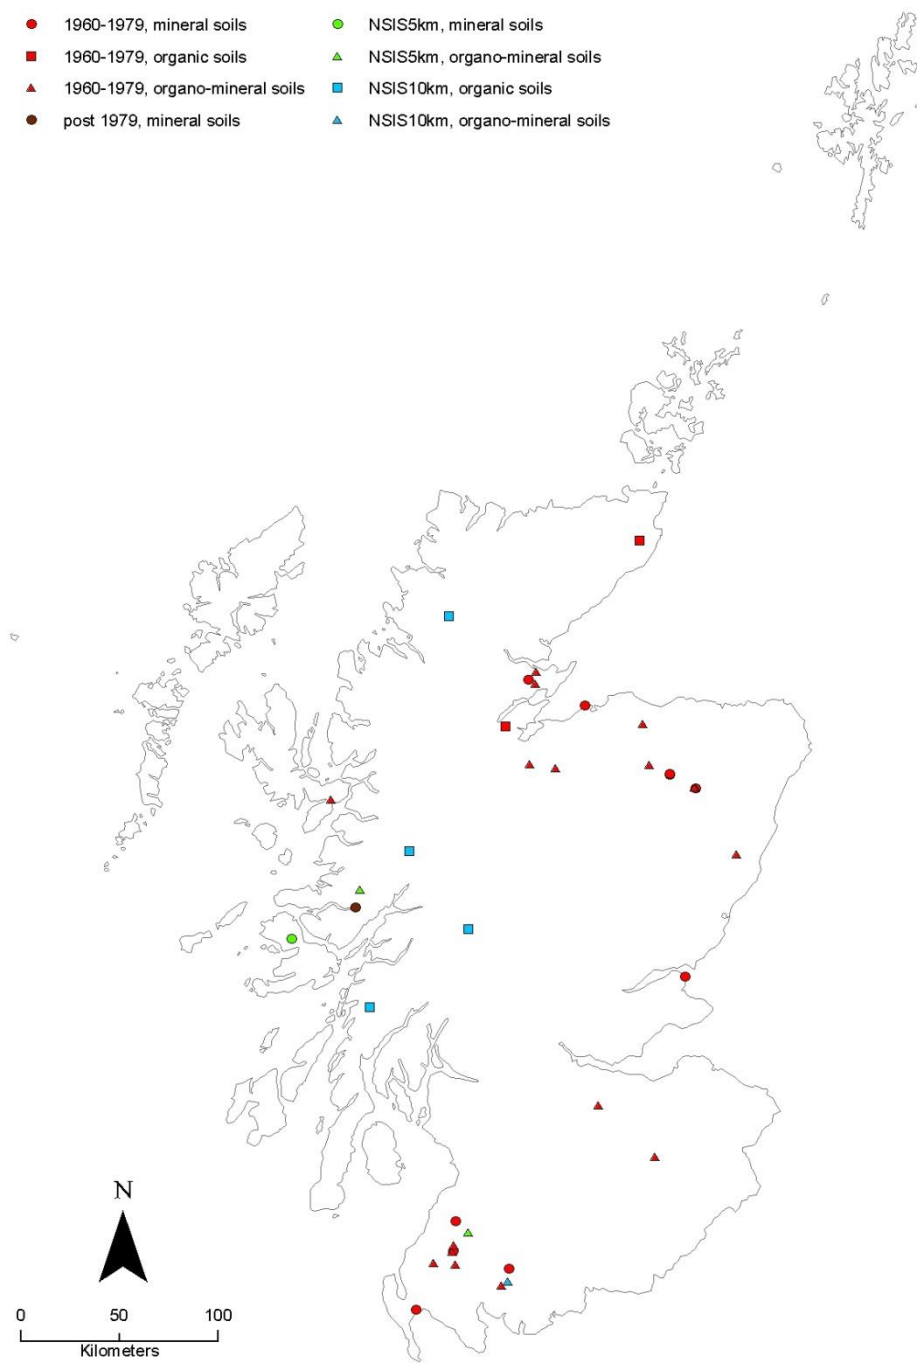 1960-1979, mineral soils
1960-1979, organic soils
1960-1979, organo-mineral soils
post 1979, mineral soils
NSIS5km, mineral soils
NSIS5km, organo-mineral soils
NSIS10km, organic soils
NSIS10km, organo-mineral soils
N
0 50 100
Kilometers